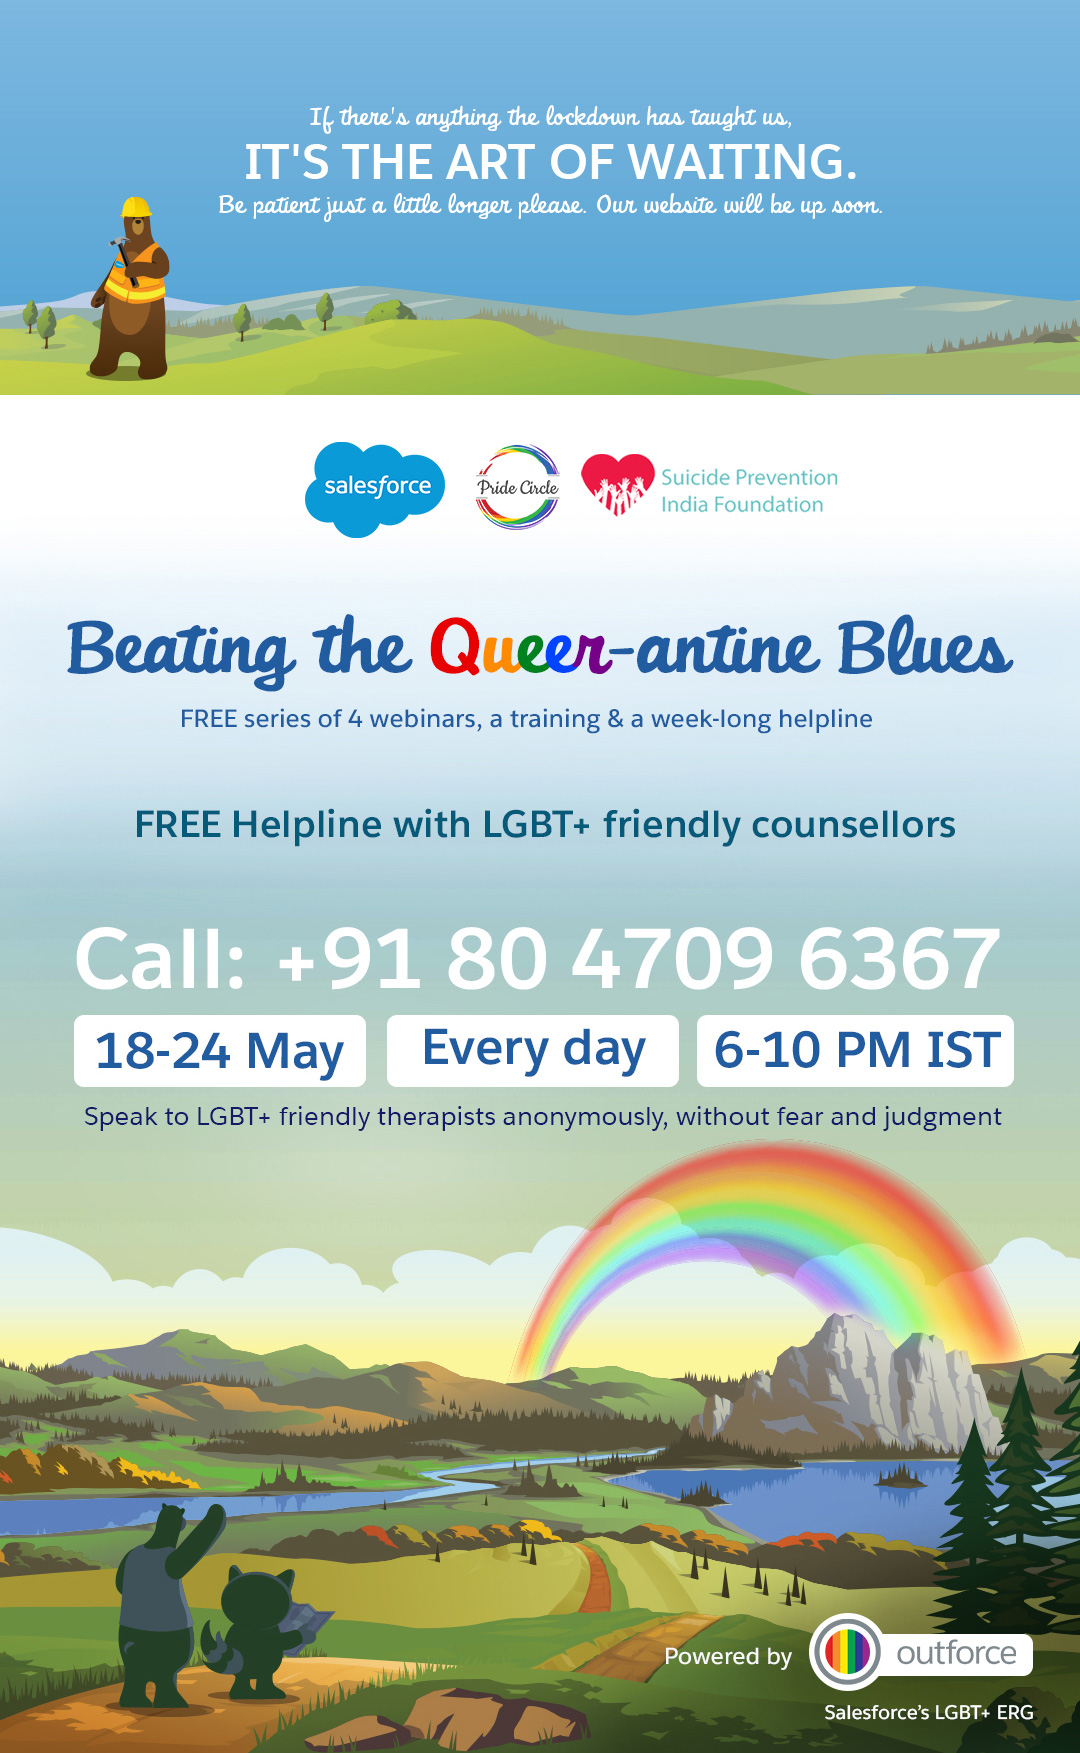 If there's anything the lockdown has taught us,
IT'S THE ART OF WAITING.
Be patient just a little longer please. Our website will be up soon.
salesforce
Pride Circle
Suicide Prevention
India Foundation
Beating the Queer-antine Blues
FREE series of 4 webinars, a training & a week-long helpline
FREE Helpline with LGBT+ friendly counsellors
Call: +91 80 4709 6367
18-24 May
Every day
6-10 PM IST
Speak to LGBT+ friendly therapists anonymously, without fear and judgment
Powered by
outforce
Salesforce's LGBT+ ERG